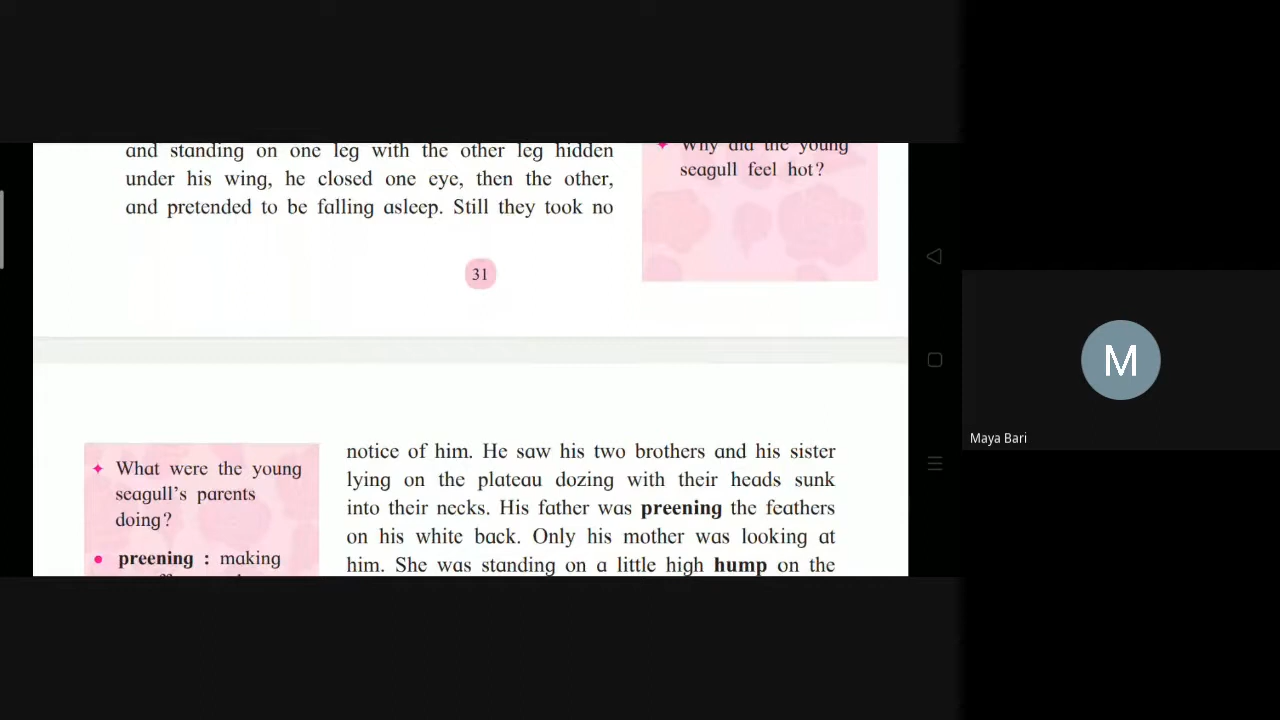 and standing on one leg with the other leg hidden
under his wing, he closed one eye, then the other,
and pretended to be falling asleep. Still they took no
Why did the young
seagull feel hot?
31
What were the young
seagull's parents
doing?
preening : making
notice of him. He saw his two brothers and his sister
lying on the plateau dozing with their heads sunk
into their necks. His father was preening the feathers
on his white back. Only his mother was looking at
him. She was standing on a little high hump on the
M
Maya Bari